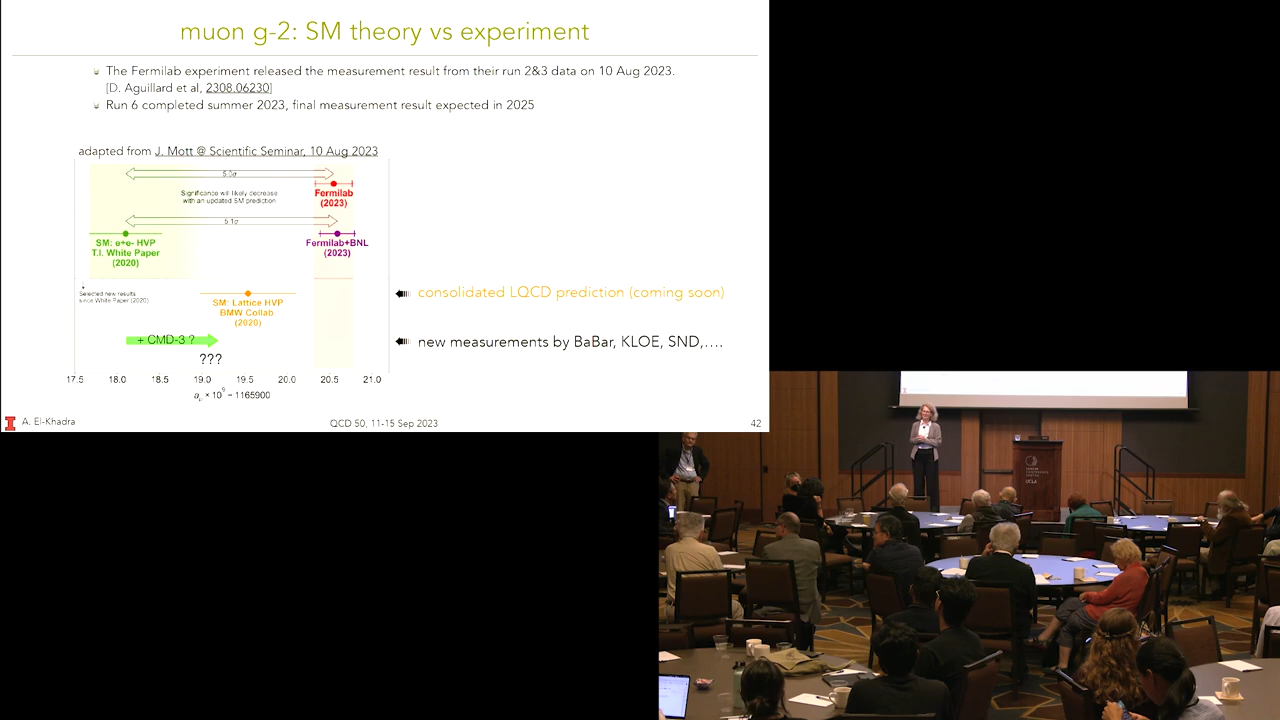 muon g-2: SM theory vs experiment
The Fermilab experiment released the measurement result from their run 2&3 data on 10 Aug 2023.
[D. Aguillard et al, 2308.06230]
Run 6 completed summer 2023, final measurement result expected in 2025
adapted from J. Mott @ Scientific Seminar, 10 Aug 2023
5.0σ
Significance will likely decrease
with an updated SM prediction
Fermilab
(2023)
5.1σ
SM: e+e- HVP
T.I. White Paper
(2020)
Fermilab+BNL
(2023)
Selected new results
since White Paper (2020)
SM: Lattice HVP
BMW Collab.
(2020)
consolidated LQCD prediction (coming soon)
+ CMD-3 ?
new measurements by BaBar, KLOE, SND,....
???
17.5 18.0 18.5 19.0 19.5 20.0 20.5 21.0
aμ × 10⁹ − 1165900
A. El-Khadra
QCD 50, 11-15 Sep 2023
42
UCLA